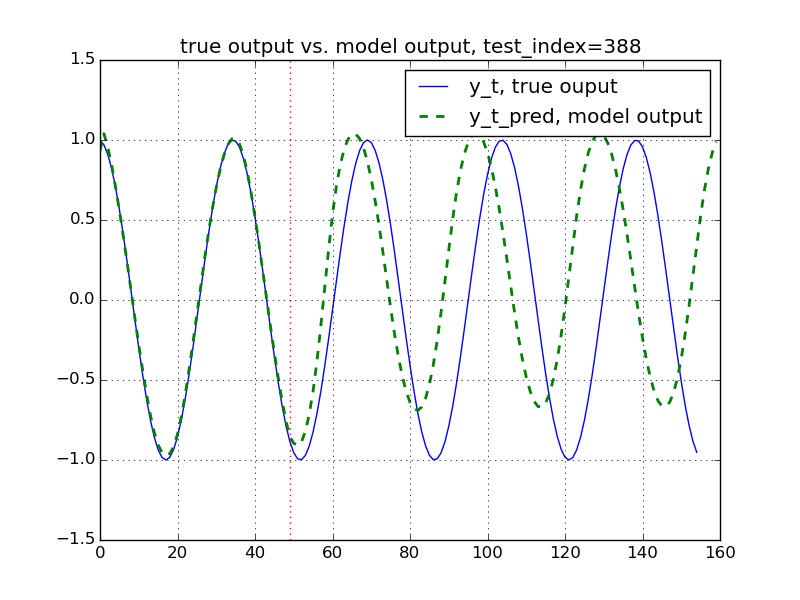 true output vs. model output, test_index=388
y_t, true ouput
y_t_pred, model output
1.5
1.0
0.5
0.0
−0.5
−1.0
−1.5
0 20 40 60 80 100 120 140 160